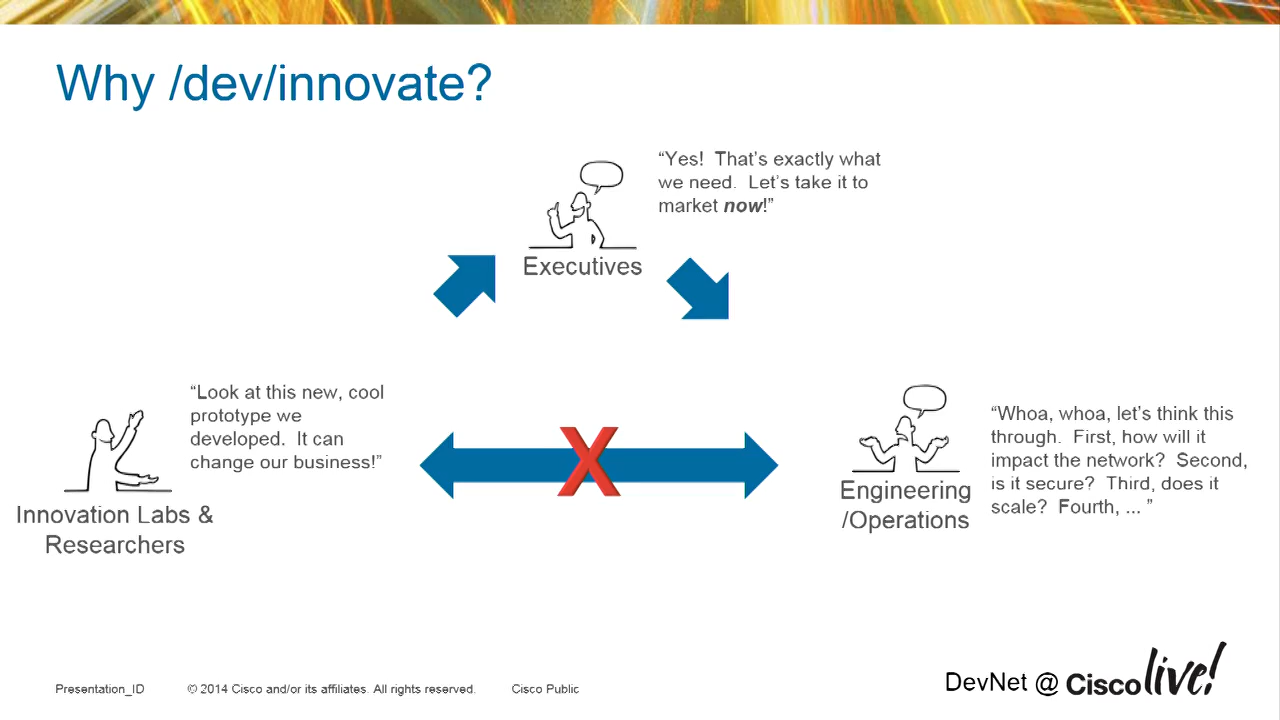 Why /dev/innovate?
“Yes!  That’s exactly what
we need.  Let’s take it to
market now!”
Executives
“Look at this new, cool
prototype we
developed.  It can
change our business!”
Innovation Labs &
Researchers
X
“Whoa, whoa, let’s think this
through.  First, how will it
impact the network?  Second,
is it secure?  Third, does it
scale?  Fourth, ... ”
Engineering
/Operations
Presentation_ID
© 2014 Cisco and/or its affiliates. All rights reserved.
Cisco Public
DevNet @ Cisco live!